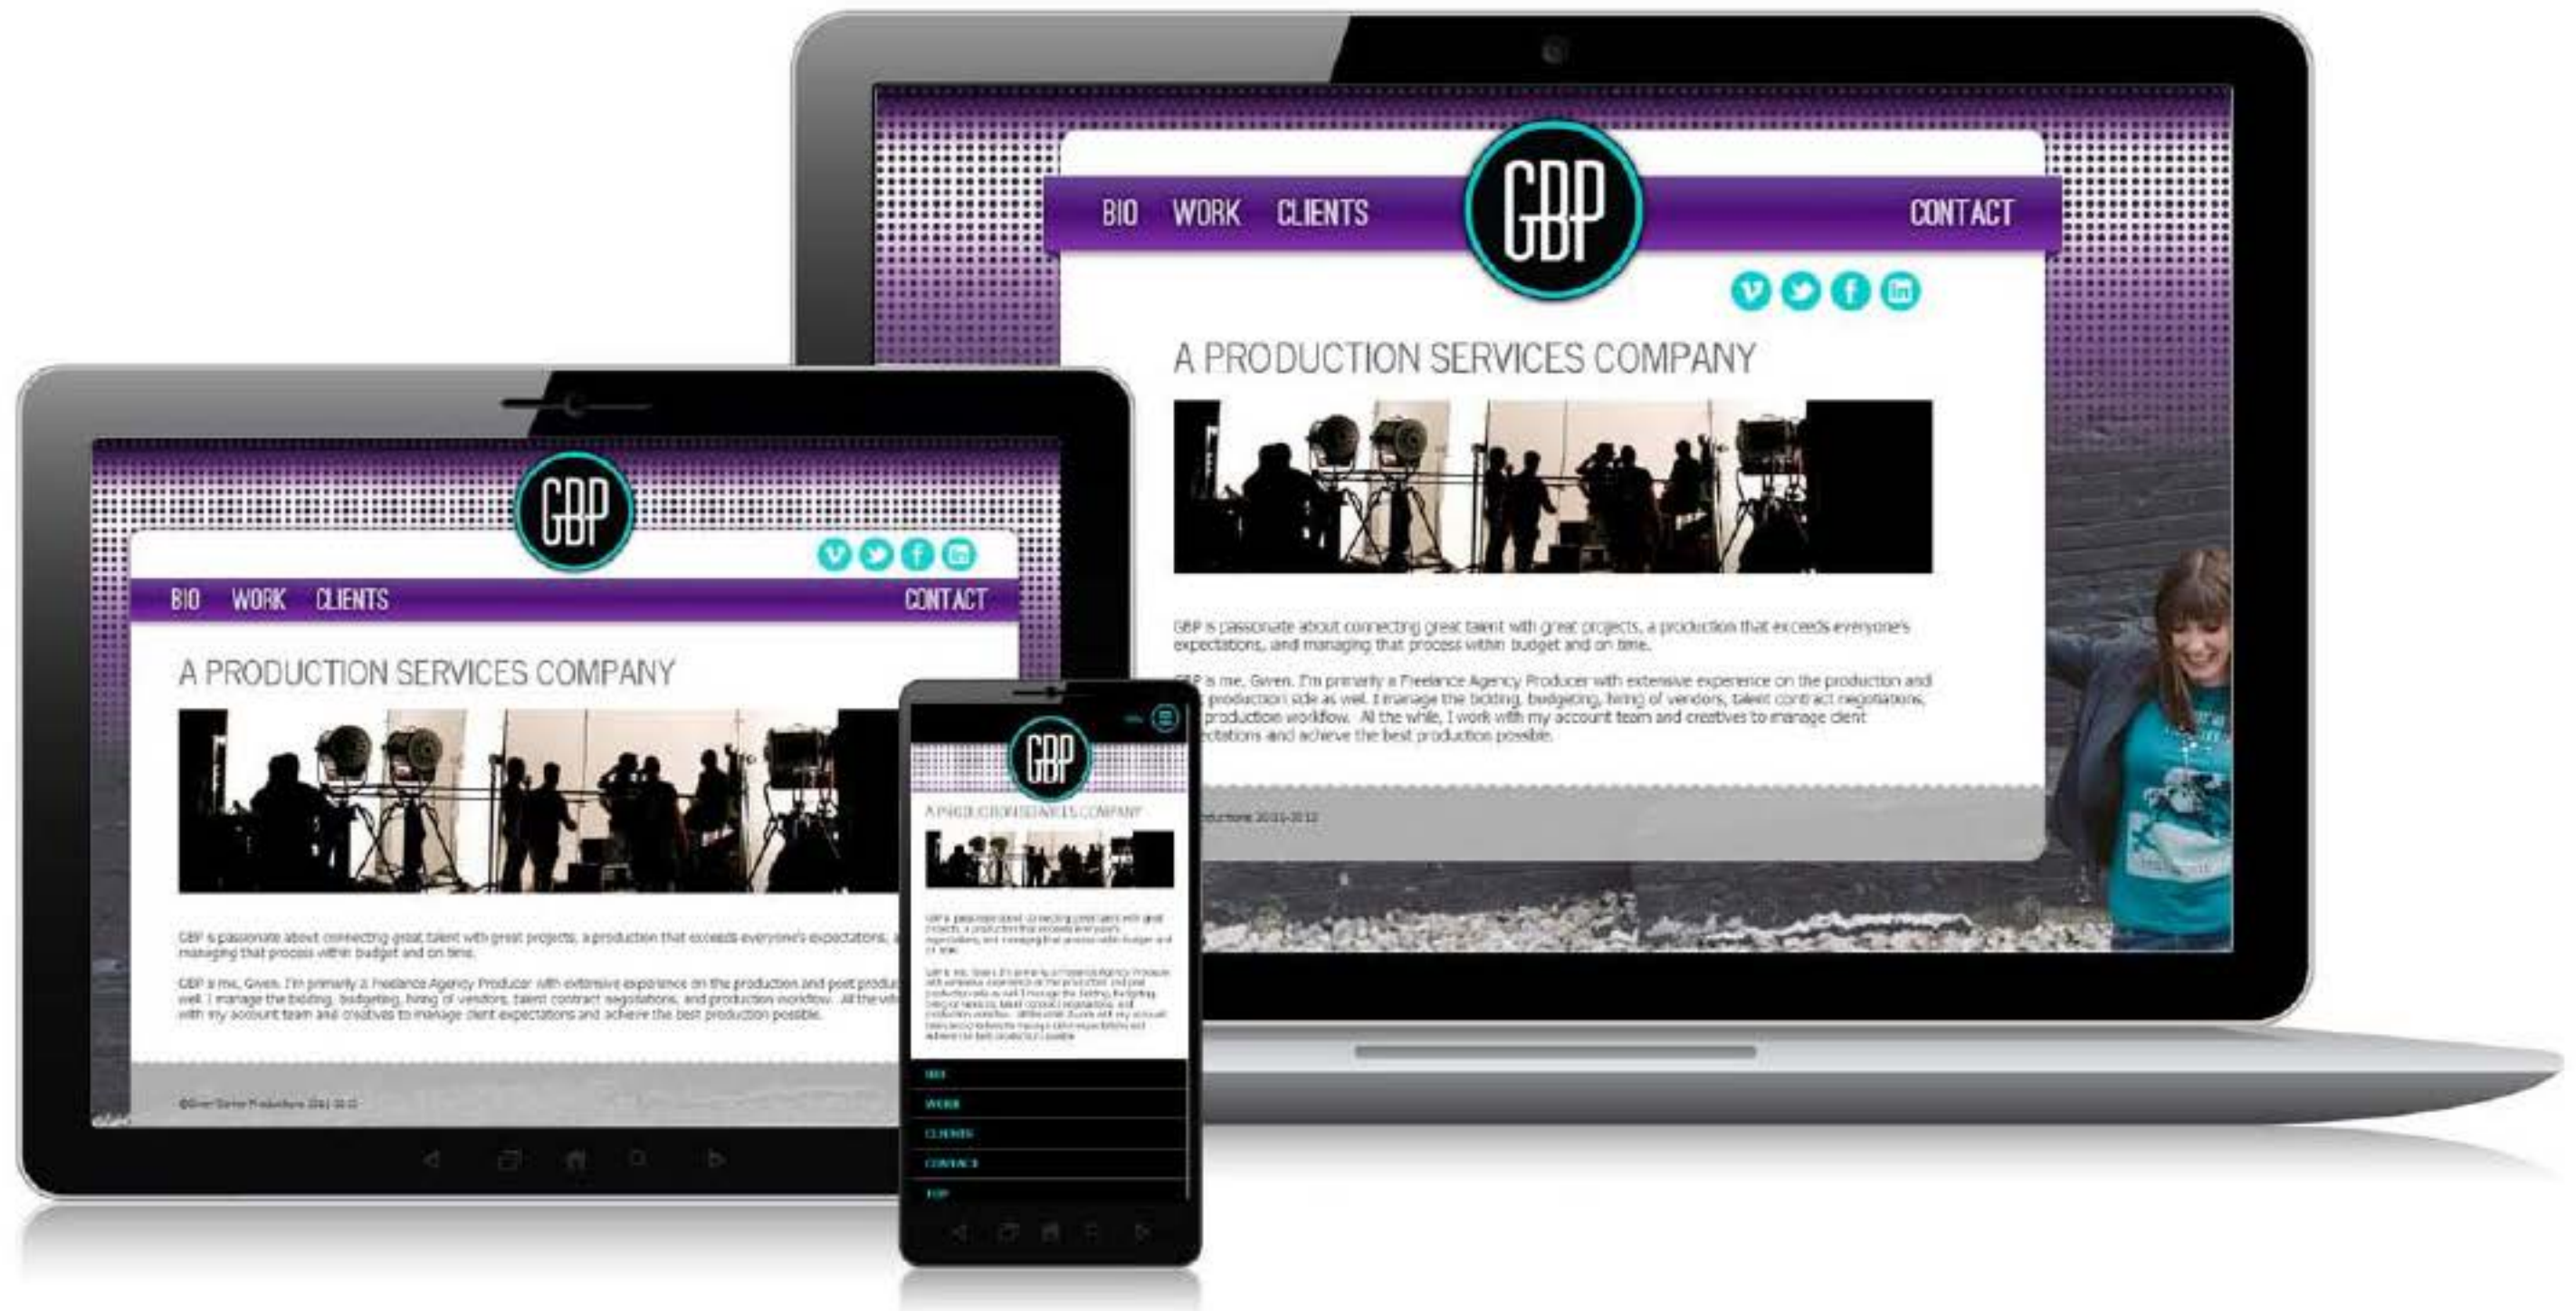 GBP
BIO WORK CLIENTS CONTACT
A PRODUCTION SERVICES COMPANY
GBP is passionate about connecting great talent with great projects, a production that exceeds everyone's
expectations, and managing that process within budget and on time.
is me, Gwen. I'm primarily a Freelance Agency Producer with extensive experience on the production and
production side as well. I manage the bidding, budgeting, hiring of vendors, talent contract negotiations,
production workflow. All the while, I work with my account team and creatives to manage client
and achieve the best production possible.
2011-2012
GBP
BIO WORK CLIENTS CONTACT
A PRODUCTION SERVICES COMPANY
GBP is passionate about connecting great talent with great projects, a production that exceeds everyone's expectations,
managing that process within budget and on time.
GBP is me, Gwen. I'm primarily a Freelance Agency Producer with extensive experience on the production and post
well. I manage the bidding, budgeting, hiring of vendors, talent contract negotiations, and production workflow. All the
with my account team and creatives to manage client expectations and achieve the best production possible.
GBP
A PRODUCTION SERVICES COMPANY
BIO
WORK
CLIENTS
CONTACT
TOP